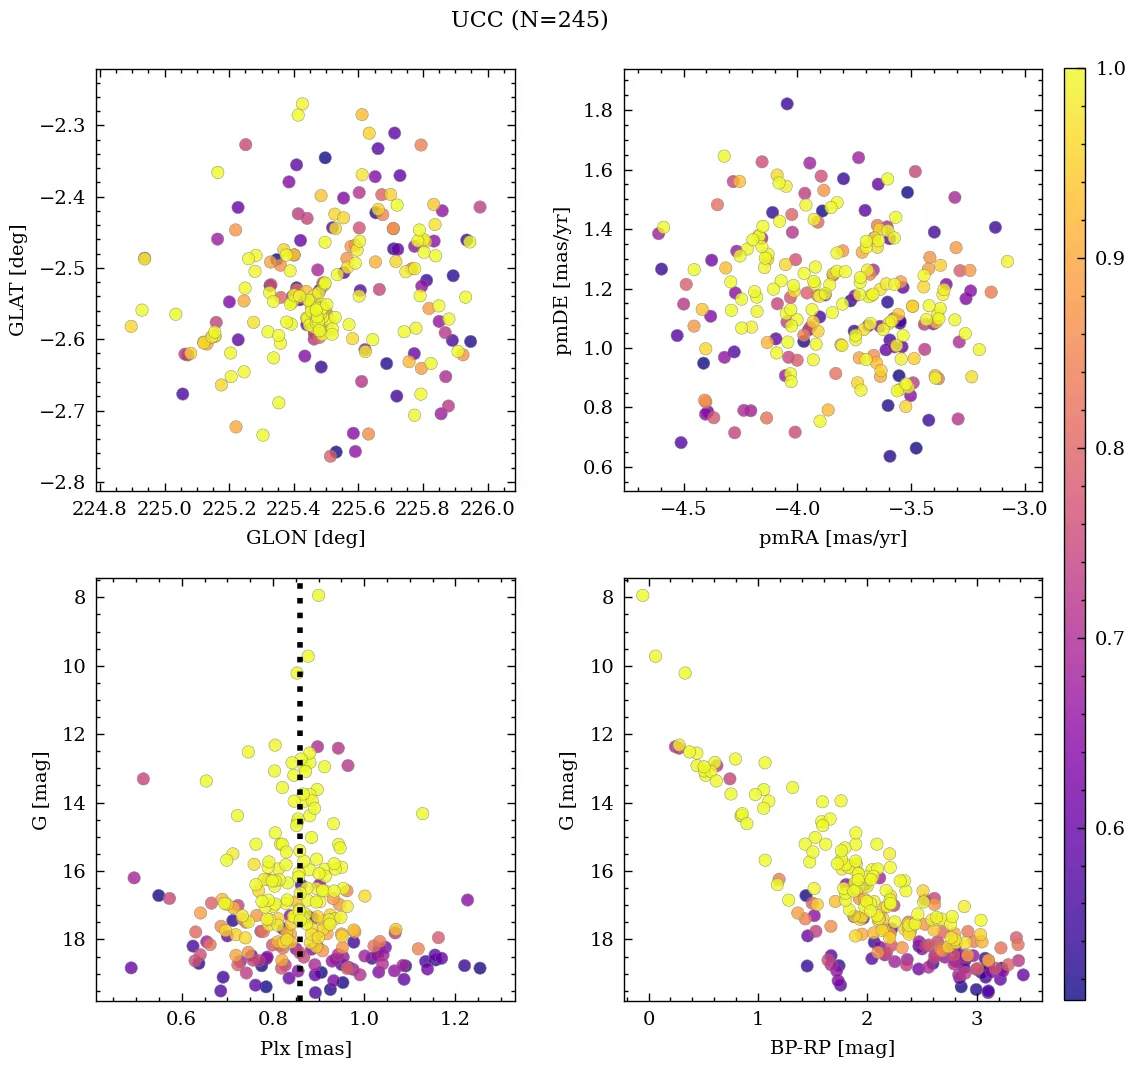 UCC (N=245)
−2.3
−2.4
−2.5
−2.6
−2.7
−2.8
GLAT [deg]
224.8 225.0 225.2 225.4 225.6 225.8 226.0
GLON [deg]
1.8
1.6
1.4
1.2
1.0
0.8
0.6
pmDE [mas/yr]
−4.5 −4.0 −3.5 −3.0
pmRA [mas/yr]
1.0
0.9
0.8
0.7
0.6
8
10
12
14
16
18
G [mag]
0.6 0.8 1.0 1.2
Plx [mas]
8
10
12
14
16
18
G [mag]
0 1 2 3
BP-RP [mag]